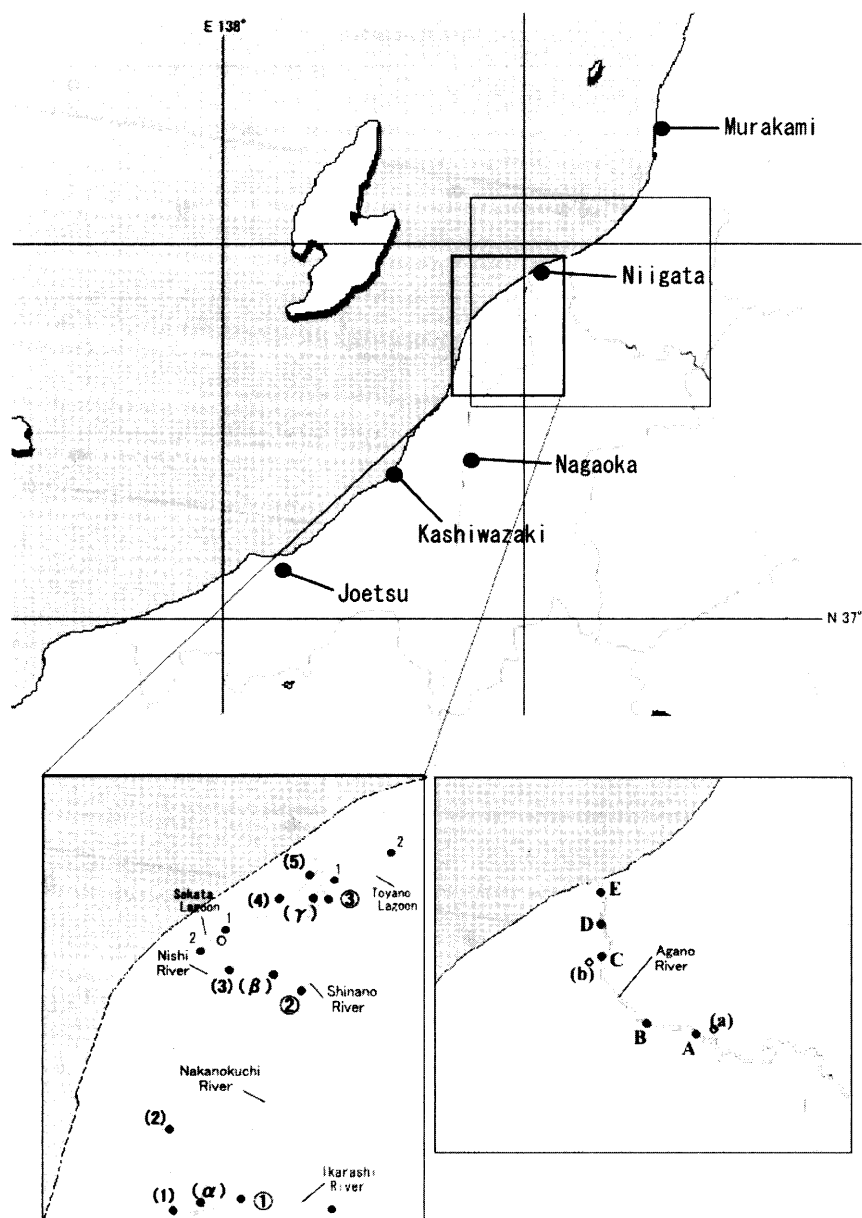 E 138°
Murakami
Niigata
Nagaoka
Kashiwazaki
Joetsu
N 37°
2
(5)
1
Sakata
Lagoon
(4)
(γ)
③
Toyano
Lagoon
1
2
Nishi
River
(3)
(β)
②
Shinano
River
Nakanokuchi
River
(2)
Ikarashi
River
(1)
(α)
①
E
D
C
(b)
Agano
River
B
A
(a)